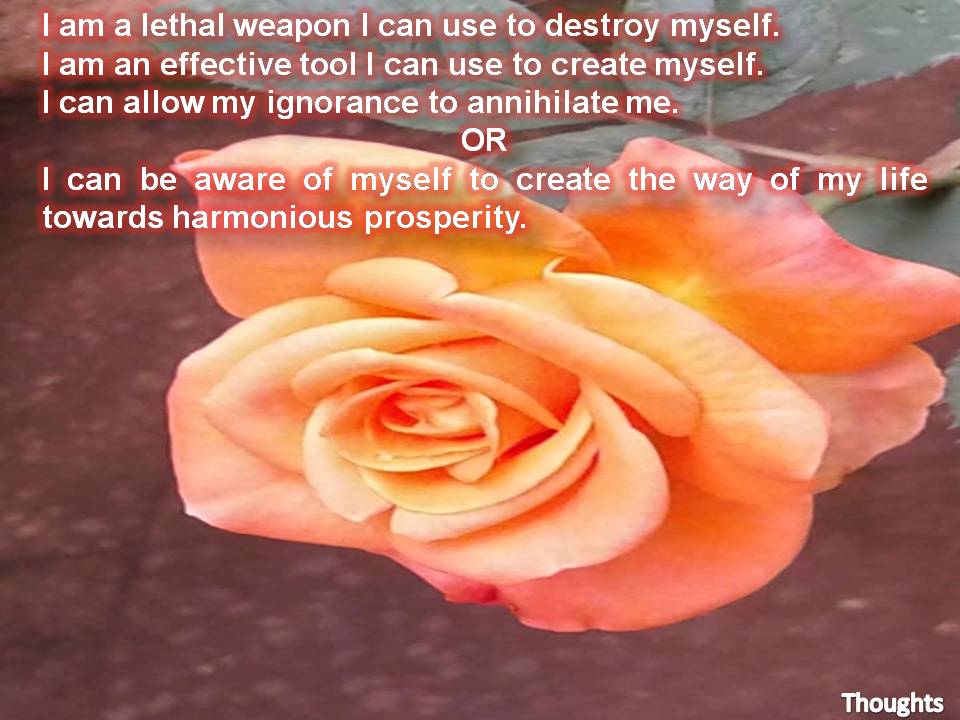 I am a lethal weapon I can use to destroy myself.
I am an effective tool I can use to create myself.
I can allow my ignorance to annihilate me.
OR
I can be aware of myself to create the way of my life
towards harmonious prosperity.
Thoughts